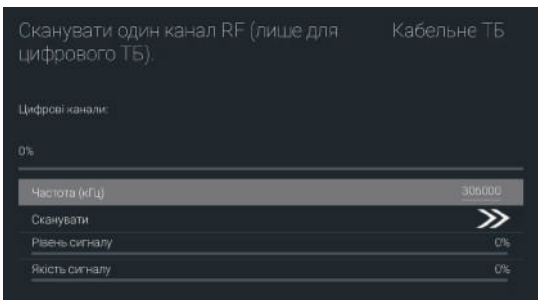 Сканувати один канал RF (лише для
цифрового ТБ).
Кабельне ТБ
Цифрові канали:
0%
Частота (кГц) 306000
Сканувати
Рівень сигналу 0%
Якість сигналу 0%